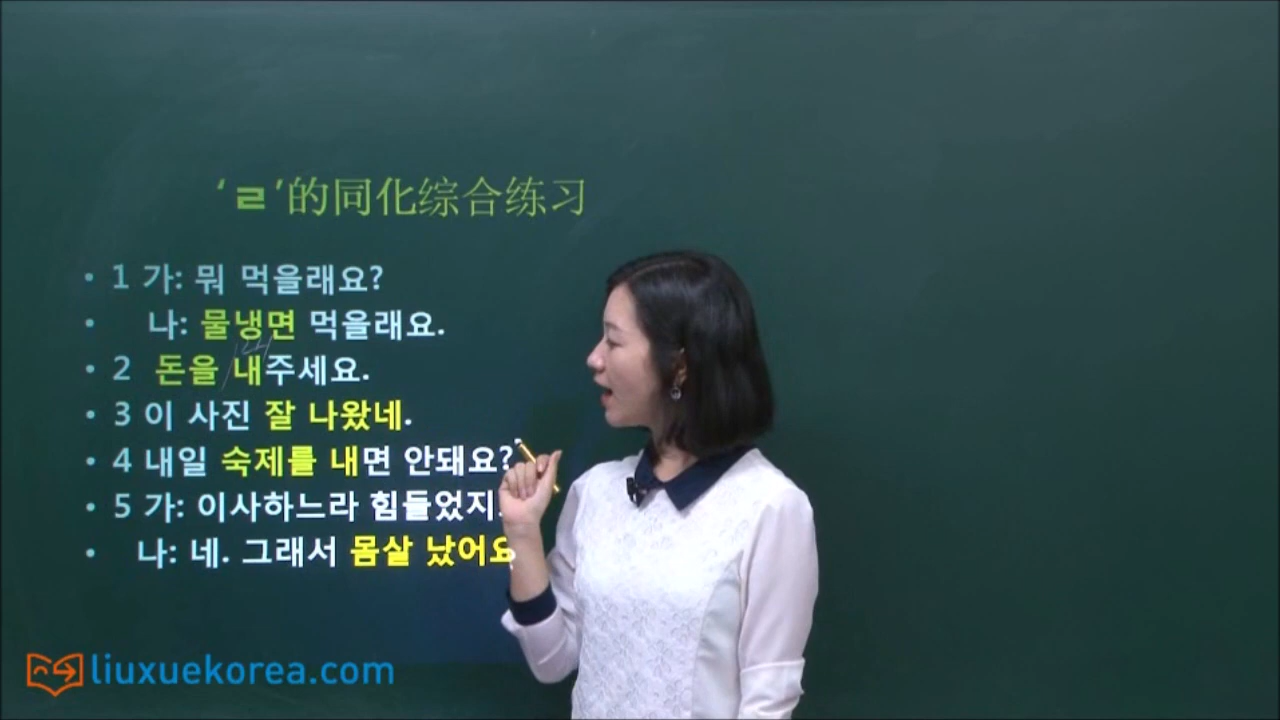 ‘ㄹ’的同化综合练习
• 1 가: 뭐 먹을래요?
• 나: 물냉면 먹을래요.
• 2 돈을 내주세요.
• 3 이 사진 잘 나왔네.
• 4 내일 숙제를 내면 안돼요?
• 5 가: 이사하느라 힘들었지
• 나: 네. 그래서 몸살 났어요
liuxuekorea.com